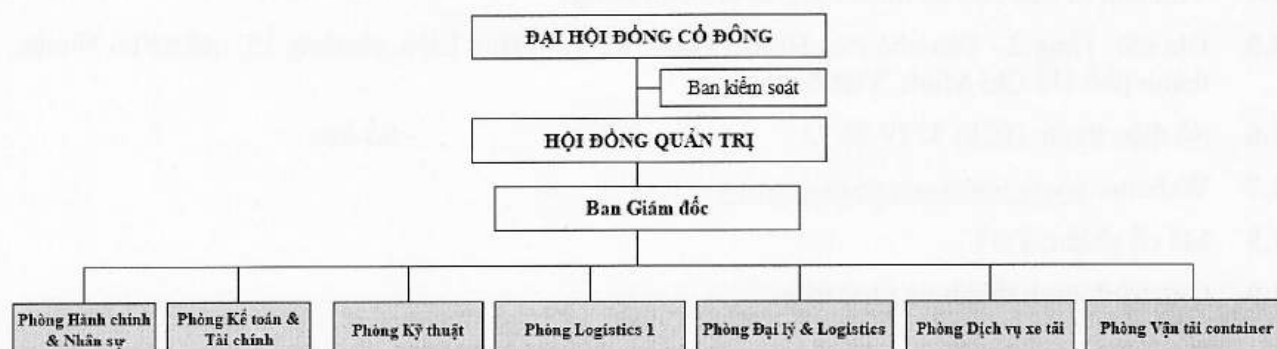 ĐẠI HỘI ĐỒNG CỔ ĐÔNG
Ban kiểm soát
HỘI ĐỒNG QUẢN TRỊ
Ban Giám đốc
Phòng Hành chính
& Nhân sự
Phòng Kế toán &
Tài chính
Phòng Kỹ thuật
Phòng Logistics 1
Phòng Đại lý & Logistics
Phòng Dịch vụ xe tải
Phòng Vận tải container